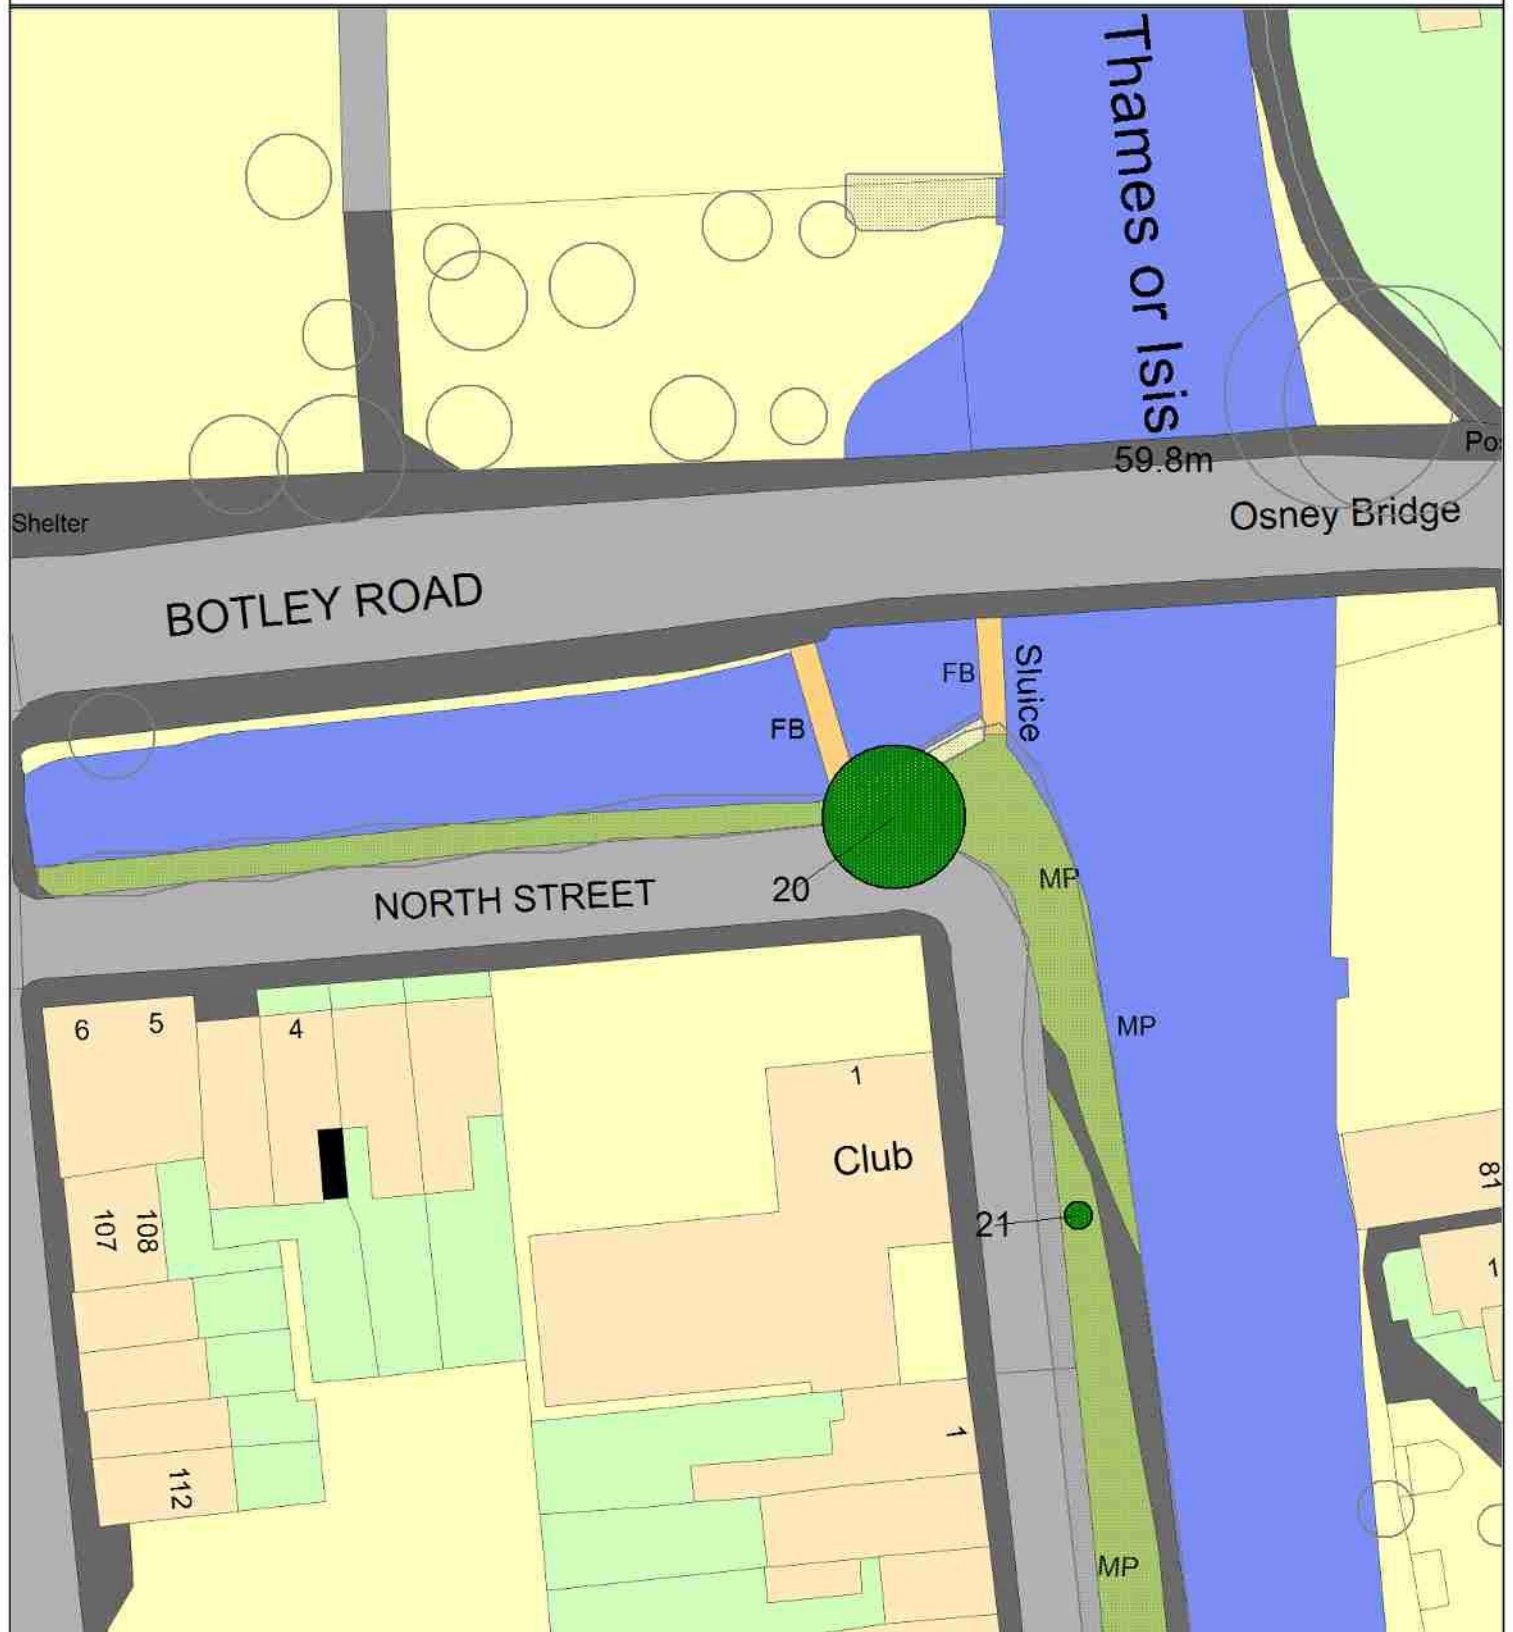 Thames or Isis
59.8m
Shelter
Osney Bridge
BOTLEY ROAD
FB
Sluice
FB
MP
20
NORTH STREET
6
5
4
MP
1
Club
81
107
108
21
1
1
112
MP